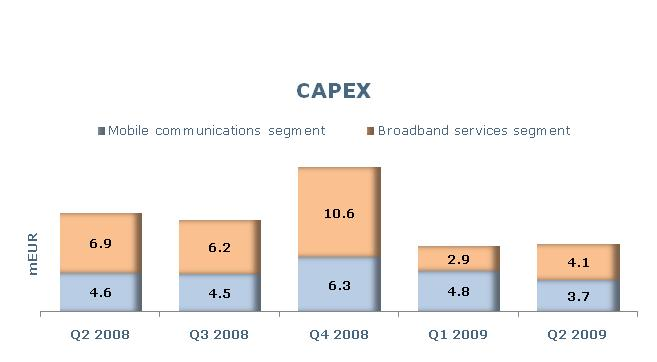 CAPEX
Mobile communications segment Broadband services segment
mEUR
6.9 6.2 10.6 2.9 4.1
4.6 4.5 6.3 4.8 3.7
Q2 2008 Q3 2008 Q4 2008 Q1 2009 Q2 2009